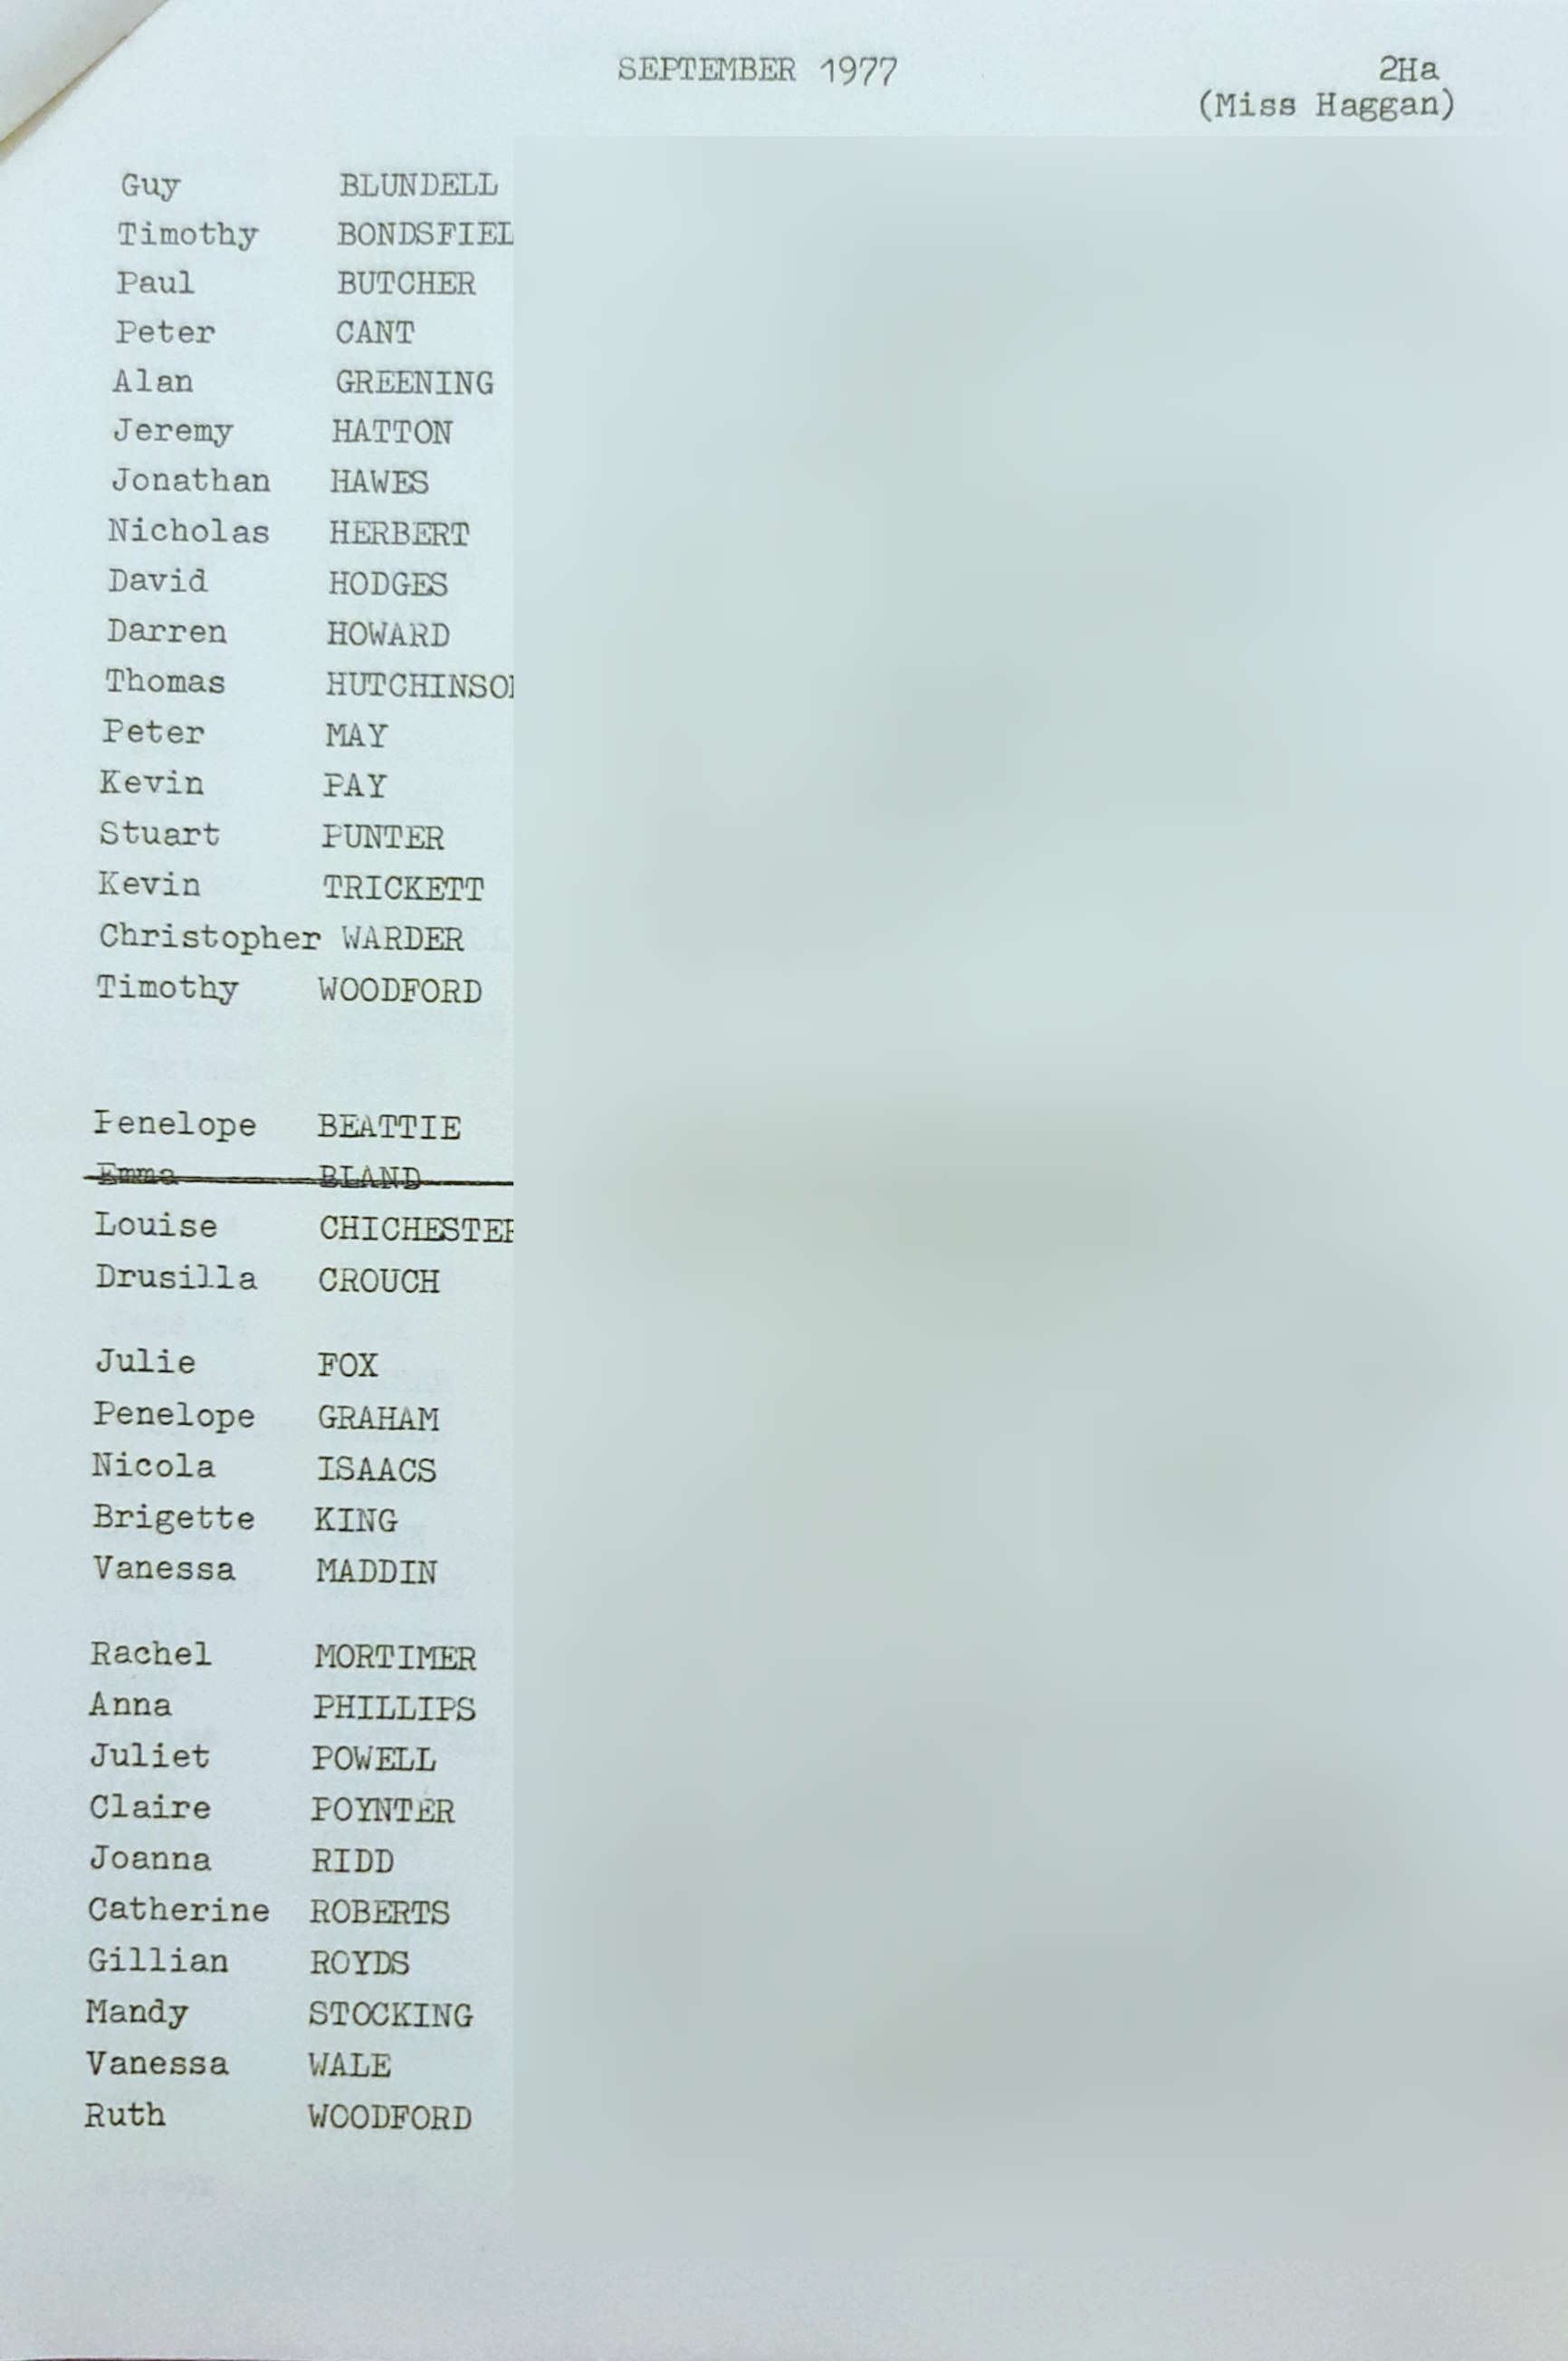 SEPTEMBER 1977 2Ha
(Miss Haggan)
Guy BLUNDELL
Timothy BONDSFIEL
Paul BUTCHER
Peter CANT
Alan GREENING
Jeremy HATTON
Jonathan HAWES
Nicholas HERBERT
David HODGES
Darren HOWARD
Thomas HUTCHINSO
Peter MAY
Kevin PAY
Stuart PUNTER
Kevin TRICKETT
Christopher WARDER
Timothy WOODFORD
Penelope BEATTIE
Emma BLAND
Louise CHICHESTER
Drusilla CROUCH
Julie FOX
Penelope GRAHAM
Nicola ISAACS
Brigette KING
Vanessa MADDIN
Rachel MORTIMER
Anna PHILLIPS
Juliet POWELL
Claire POYNTER
Joanna RIDD
Catherine ROBERTS
Gillian ROYDS
Mandy STOCKING
Vanessa WALE
Ruth WOODFORD